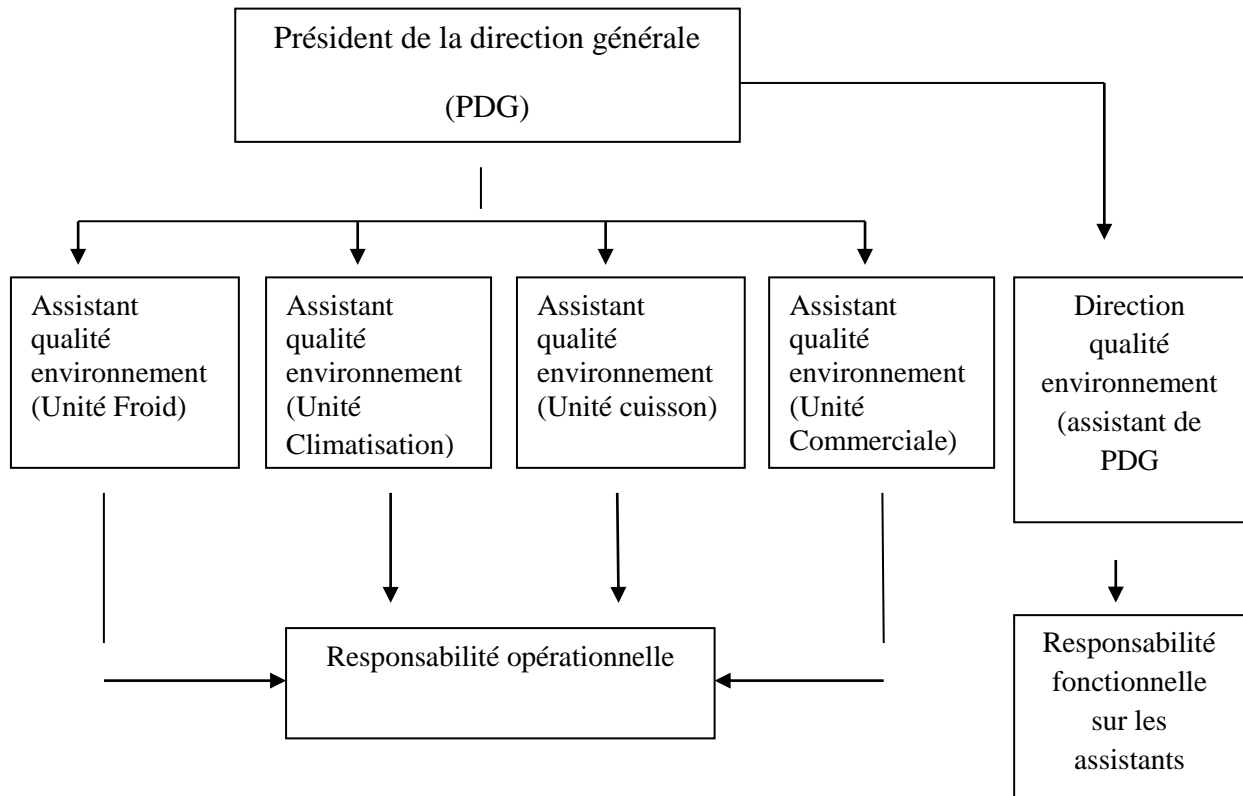 Président de la direction générale
(PDG)
Assistant
qualité
environnement
(Unité Froid)
Assistant
qualité
environnement
(Unité
Climatisation)
Assistant
qualité
environnement
(Unité cuisson)
Assistant
qualité
environnement
(Unité
Commerciale)
Direction
qualité
environnement
(assistant de
PDG
Responsabilité opérationnelle
Responsabilité
fonctionnelle
sur les
assistants